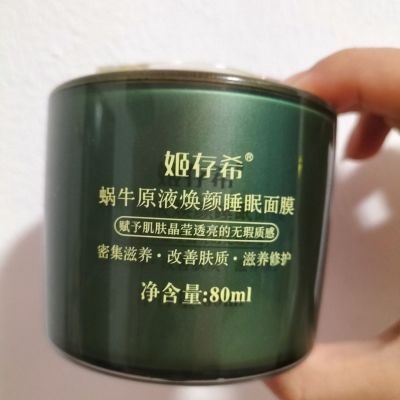 姬存希®
蜗牛原液焕颜睡眠面膜
赋予肌肤晶莹透亮的无瑕质感
密集滋养·改善肤质·滋养修护
净含量:80ml